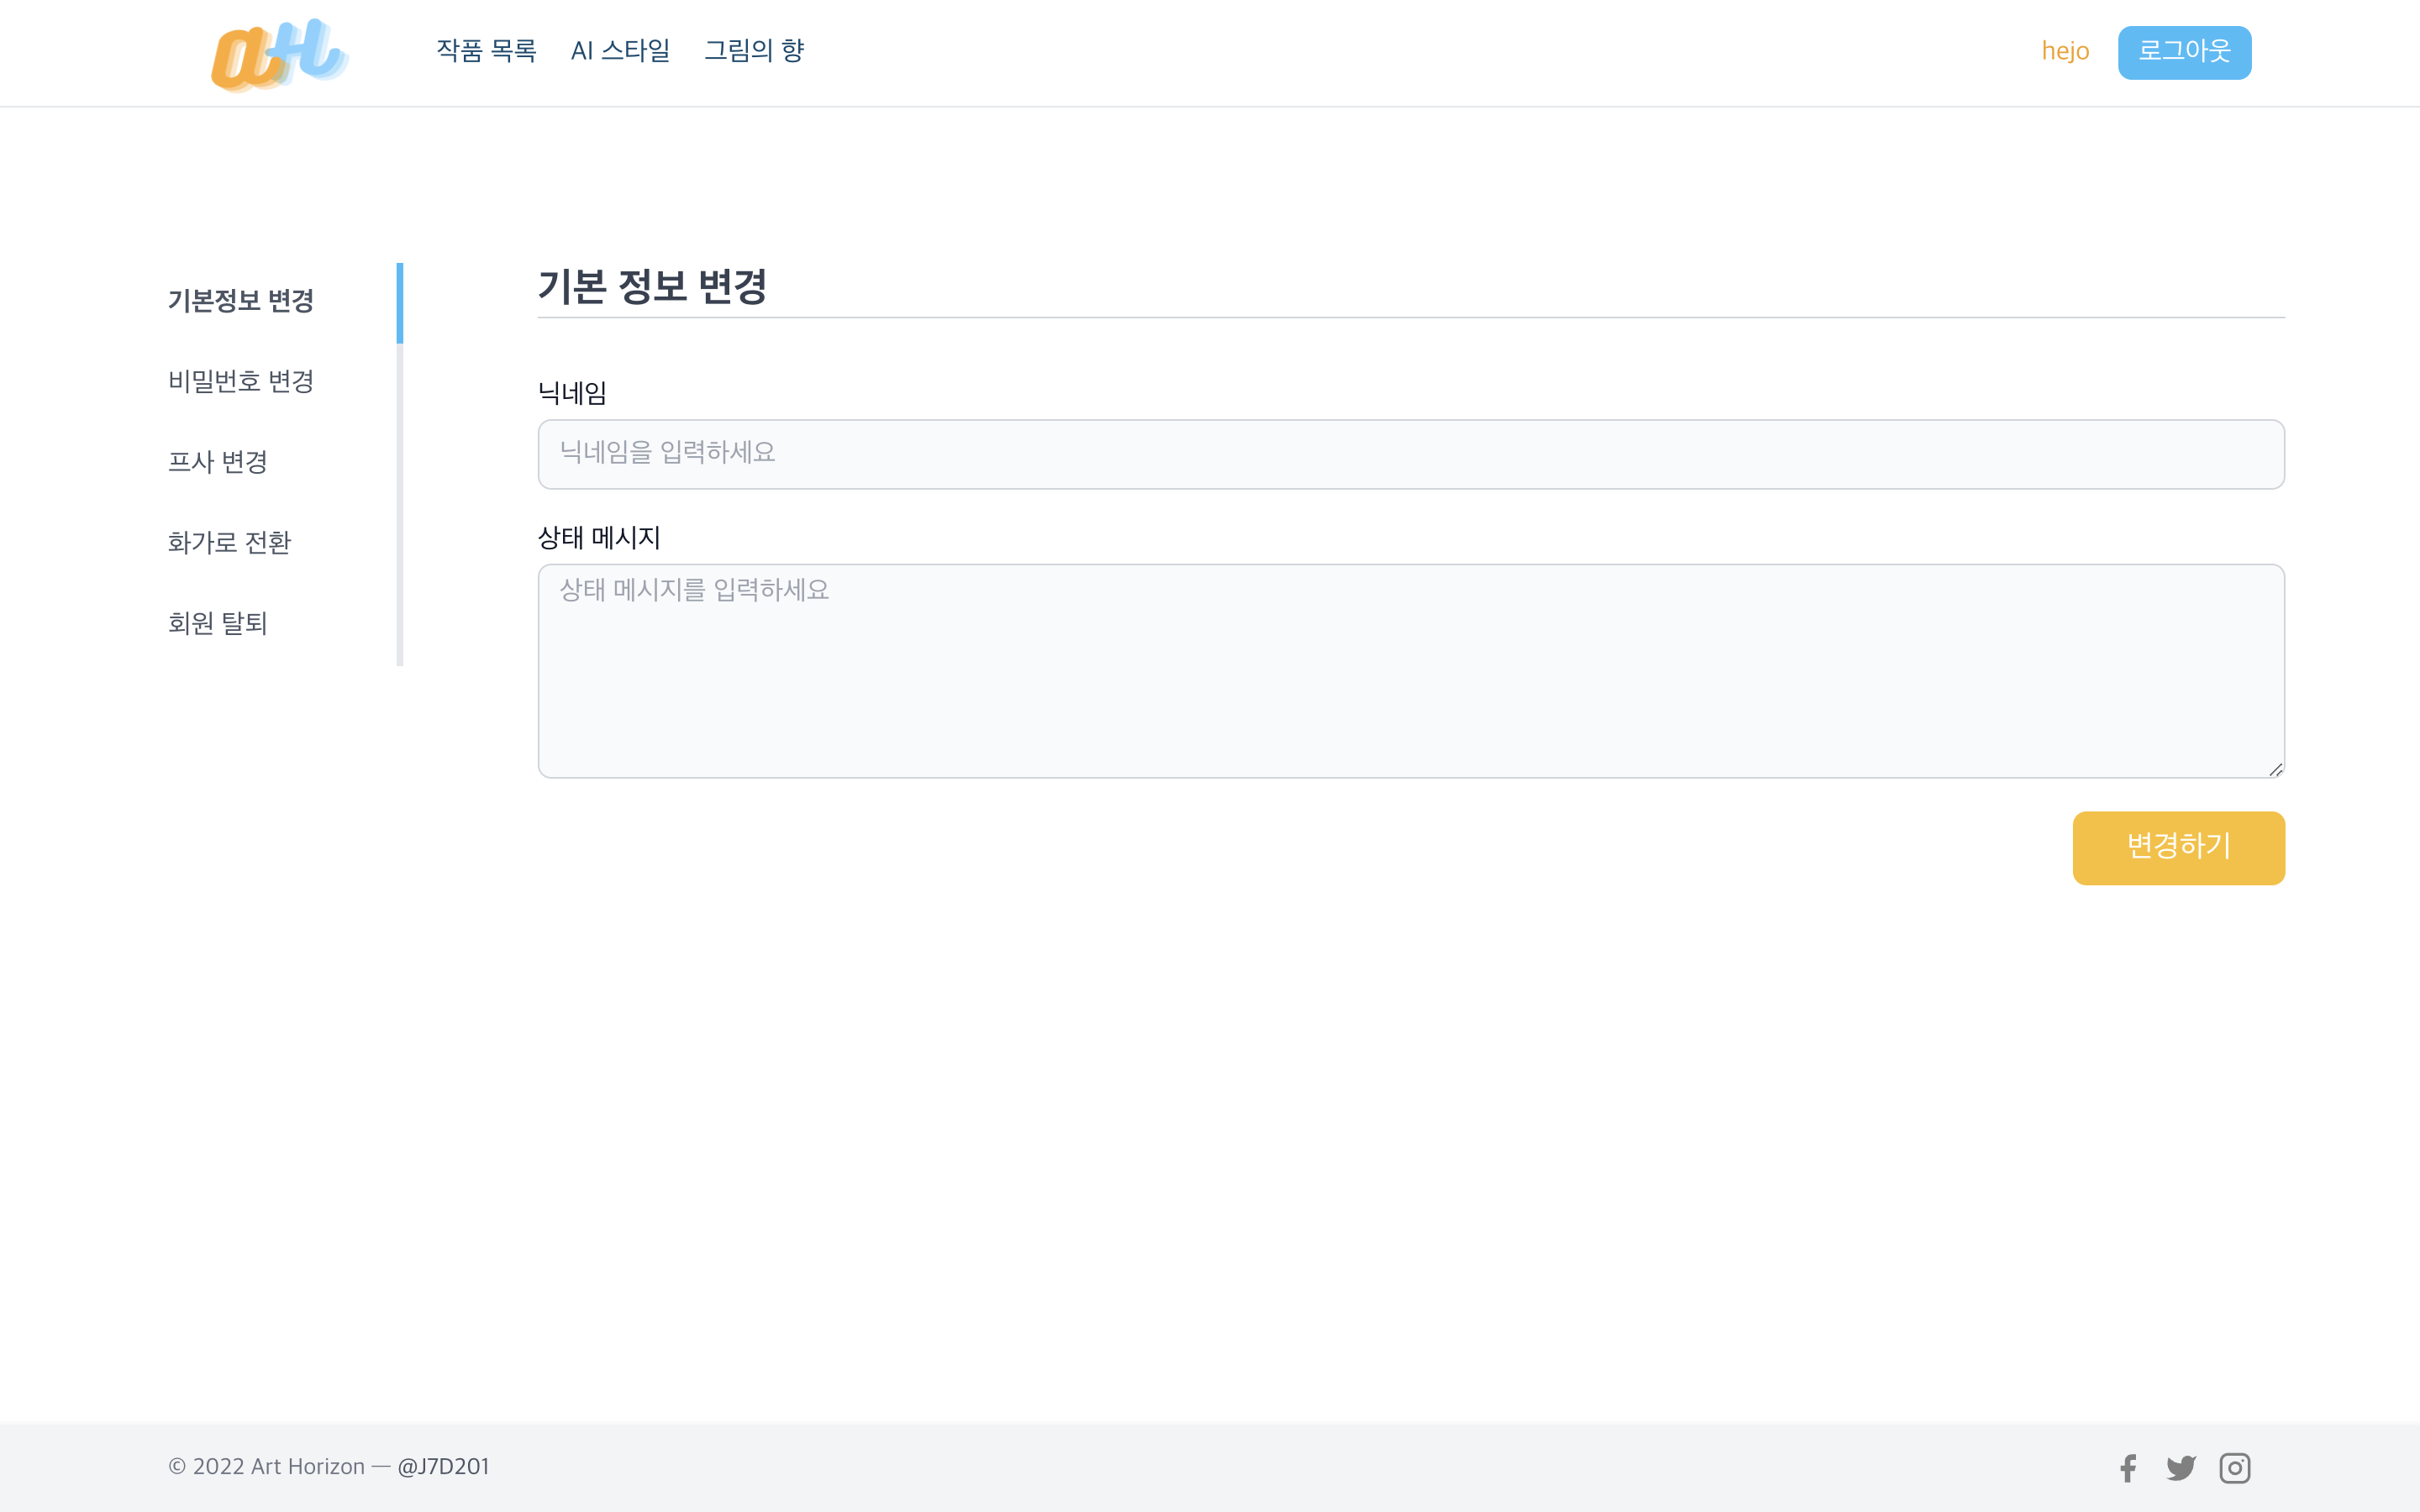 aH
작품 목록 AI 스타일 그림의 향
hejo 로그아웃
기본정보 변경
비밀번호 변경
프사 변경
화가로 전환
회원 탈퇴
기본 정보 변경
닉네임
닉네임을 입력하세요
상태 메시지
상태 메시지를 입력하세요
변경하기
© 2022 Art Horizon — @J7D201